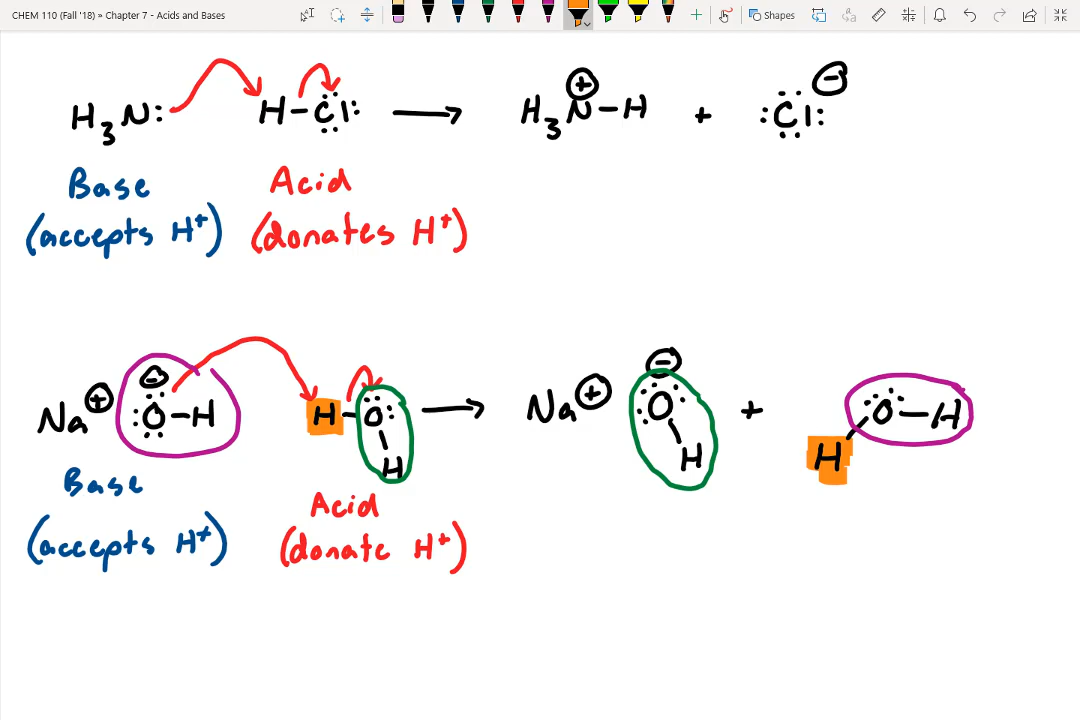 CHEM 110 (Fall '18) » Chapter 7 - Acids and Bases
Shapes
H₃N: H–Cl: → H₃N⊕–H + :Cl:⊖
Base Acid
(accepts H⁺) (donates H⁺)
Na⊕ ⊖:O–H H–O: → Na⊕ ⊖:O: + O–H
H H H
Base Acid
(accepts H⁺) (donate H⁺)